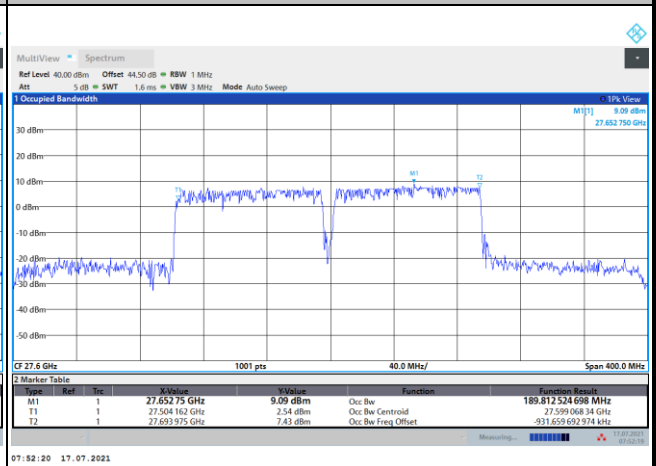 MultiView Spectrum
Ref Level 40.00 dBm Offset 44.50 dB RBW 1 MHz
Att 5 dB SWT 1.6 ms VBW 3 MHz Mode Auto Sweep
1 Occupied Bandwidth 1Pk View
M1[1] 9.09 dBm
27.652 750 GHz
30 dBm
20 dBm
M1
T1
T2
10 dBm
0 dBm
-10 dBm
-20 dBm
-30 dBm
-40 dBm
-50 dBm
CF 27.6 GHz 1001 pts 40.0 MHz/ Span 400.0 MHz
2 Marker Table
Type Ref Trc X-Value Y-Value Function Function Result
M1 1 27.652 75 GHz 9.09 dBm Occ Bw 189.812 524 698 MHz
T1 1 27.504 162 GHz 2.54 dBm Occ Bw Centroid 27.599 068 34 GHz
T2 1 27.693 975 GHz 7.43 dBm Occ Bw Freq Offset -931.659 692 974 kHz
Measuring... 17.07.2021
07:52:19
07:52:20 17.07.2021